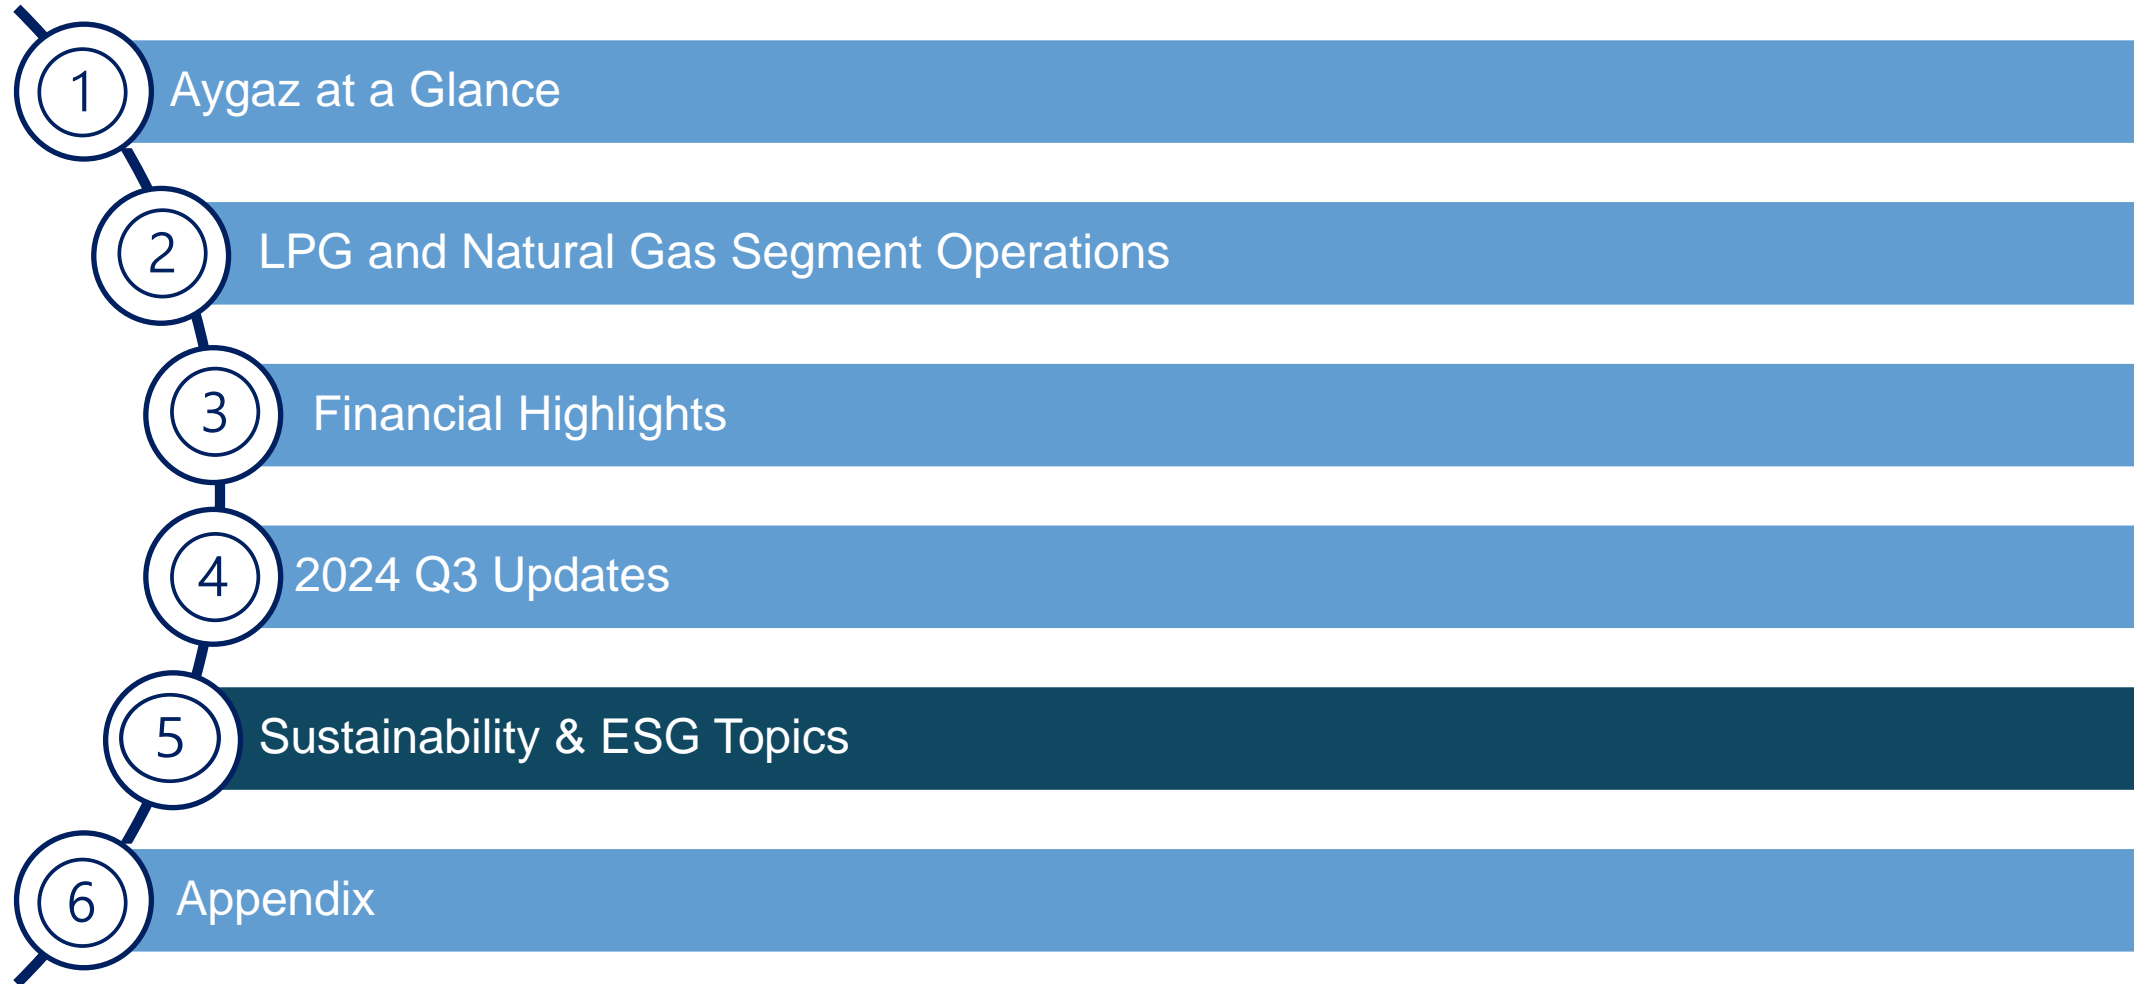 1 Aygaz at a Glance
2 LPG and Natural Gas Segment Operations
3 Financial Highlights
4 2024 Q3 Updates
5 Sustainability & ESG Topics
6 Appendix